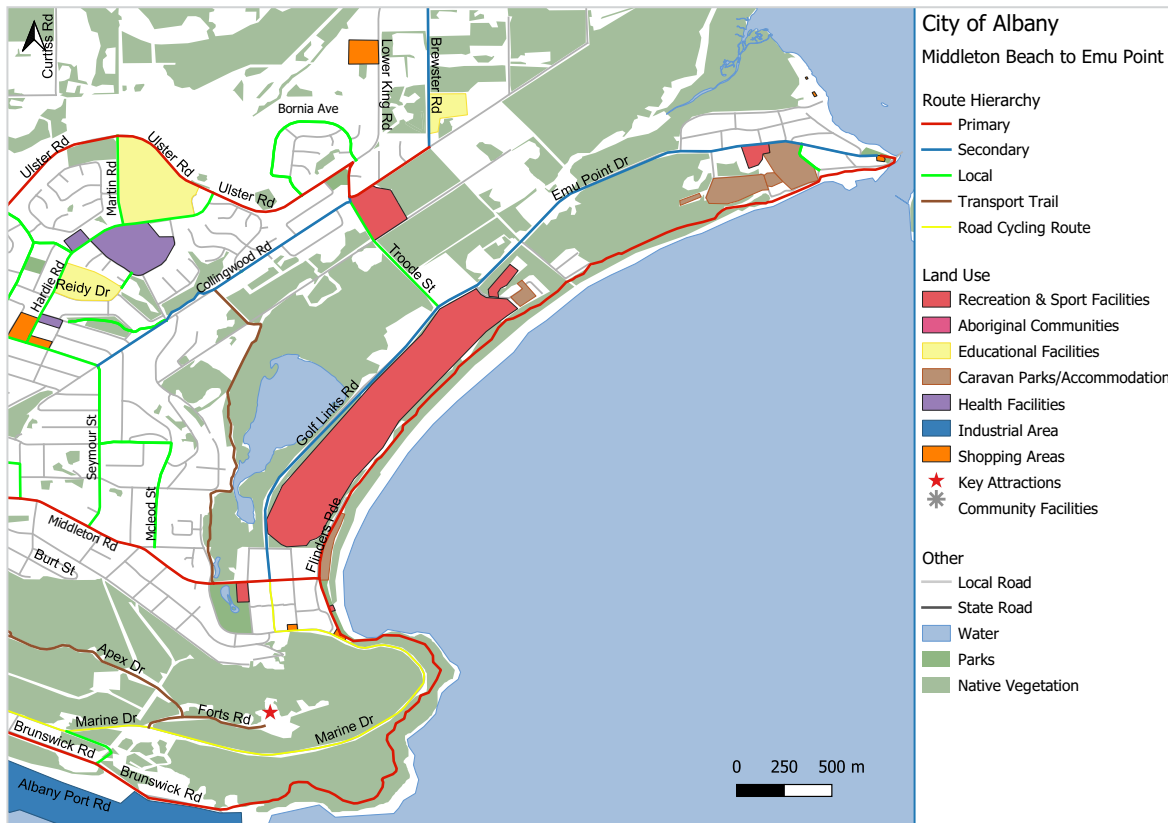 City of Albany
Middleton Beach to Emu Point
Route Hierarchy
Primary
Secondary
Local
Transport Trail
Road Cycling Route
Land Use
Recreation & Sport Facilities
Aboriginal Communities
Educational Facilities
Caravan Parks/Accommodation
Health Facilities
Industrial Area
Shopping Areas
Key Attractions
Community Facilities
Other
Local Road
State Road
Water
Parks
Native Vegetation
Curtiss Rd
Lower King Rd
Brewster Rd
Bornia Ave
Ulster Rd
Ulster Rd
Ulster Rd
Martin Rd
Emu Point Dr
Collingwood Rd
Troode St
Hardie Rd
Reidy Dr
Golf Links Rd
Seymour St
Mcleod St
Flinders Pde
Middleton Rd
Burt St
Apex Dr
Forts Rd
Marine Dr
Marine Dr
Brunswick Rd
Brunswick Rd
Albany Port Rd
0 250 500 m